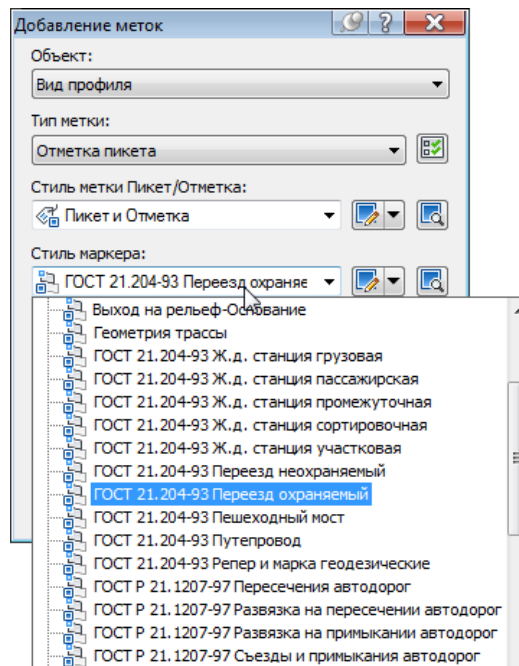 Добавление меток
Объект:
Вид профиля
Тип метки:
Отметка пикета
Стиль метки Пикет/Отметка:
Пикет и Отметка
Стиль маркера:
ГОСТ 21.204-93 Переезд охраняе
Выход на рельеф-Основание
Геометрия трассы
ГОСТ 21.204-93 Ж.д. станция грузовая
ГОСТ 21.204-93 Ж.д. станция пассажирская
ГОСТ 21.204-93 Ж.д. станция промежуточная
ГОСТ 21.204-93 Ж.д. станция сортировочная
ГОСТ 21.204-93 Ж.д. станция участковая
ГОСТ 21.204-93 Переезд неохраняемый
ГОСТ 21.204-93 Переезд охраняемый
ГОСТ 21.204-93 Пешеходный мост
ГОСТ 21.204-93 Путепровод
ГОСТ 21.204-93 Репер и марка геодезические
ГОСТ Р 21.1207-97 Пересечения автодорог
ГОСТ Р 21.1207-97 Развязка на пересечении автодорог
ГОСТ Р 21.1207-97 Развязка на примыкании автодорог
ГОСТ Р 21.1207-97 Съезды и примыкания автодорог